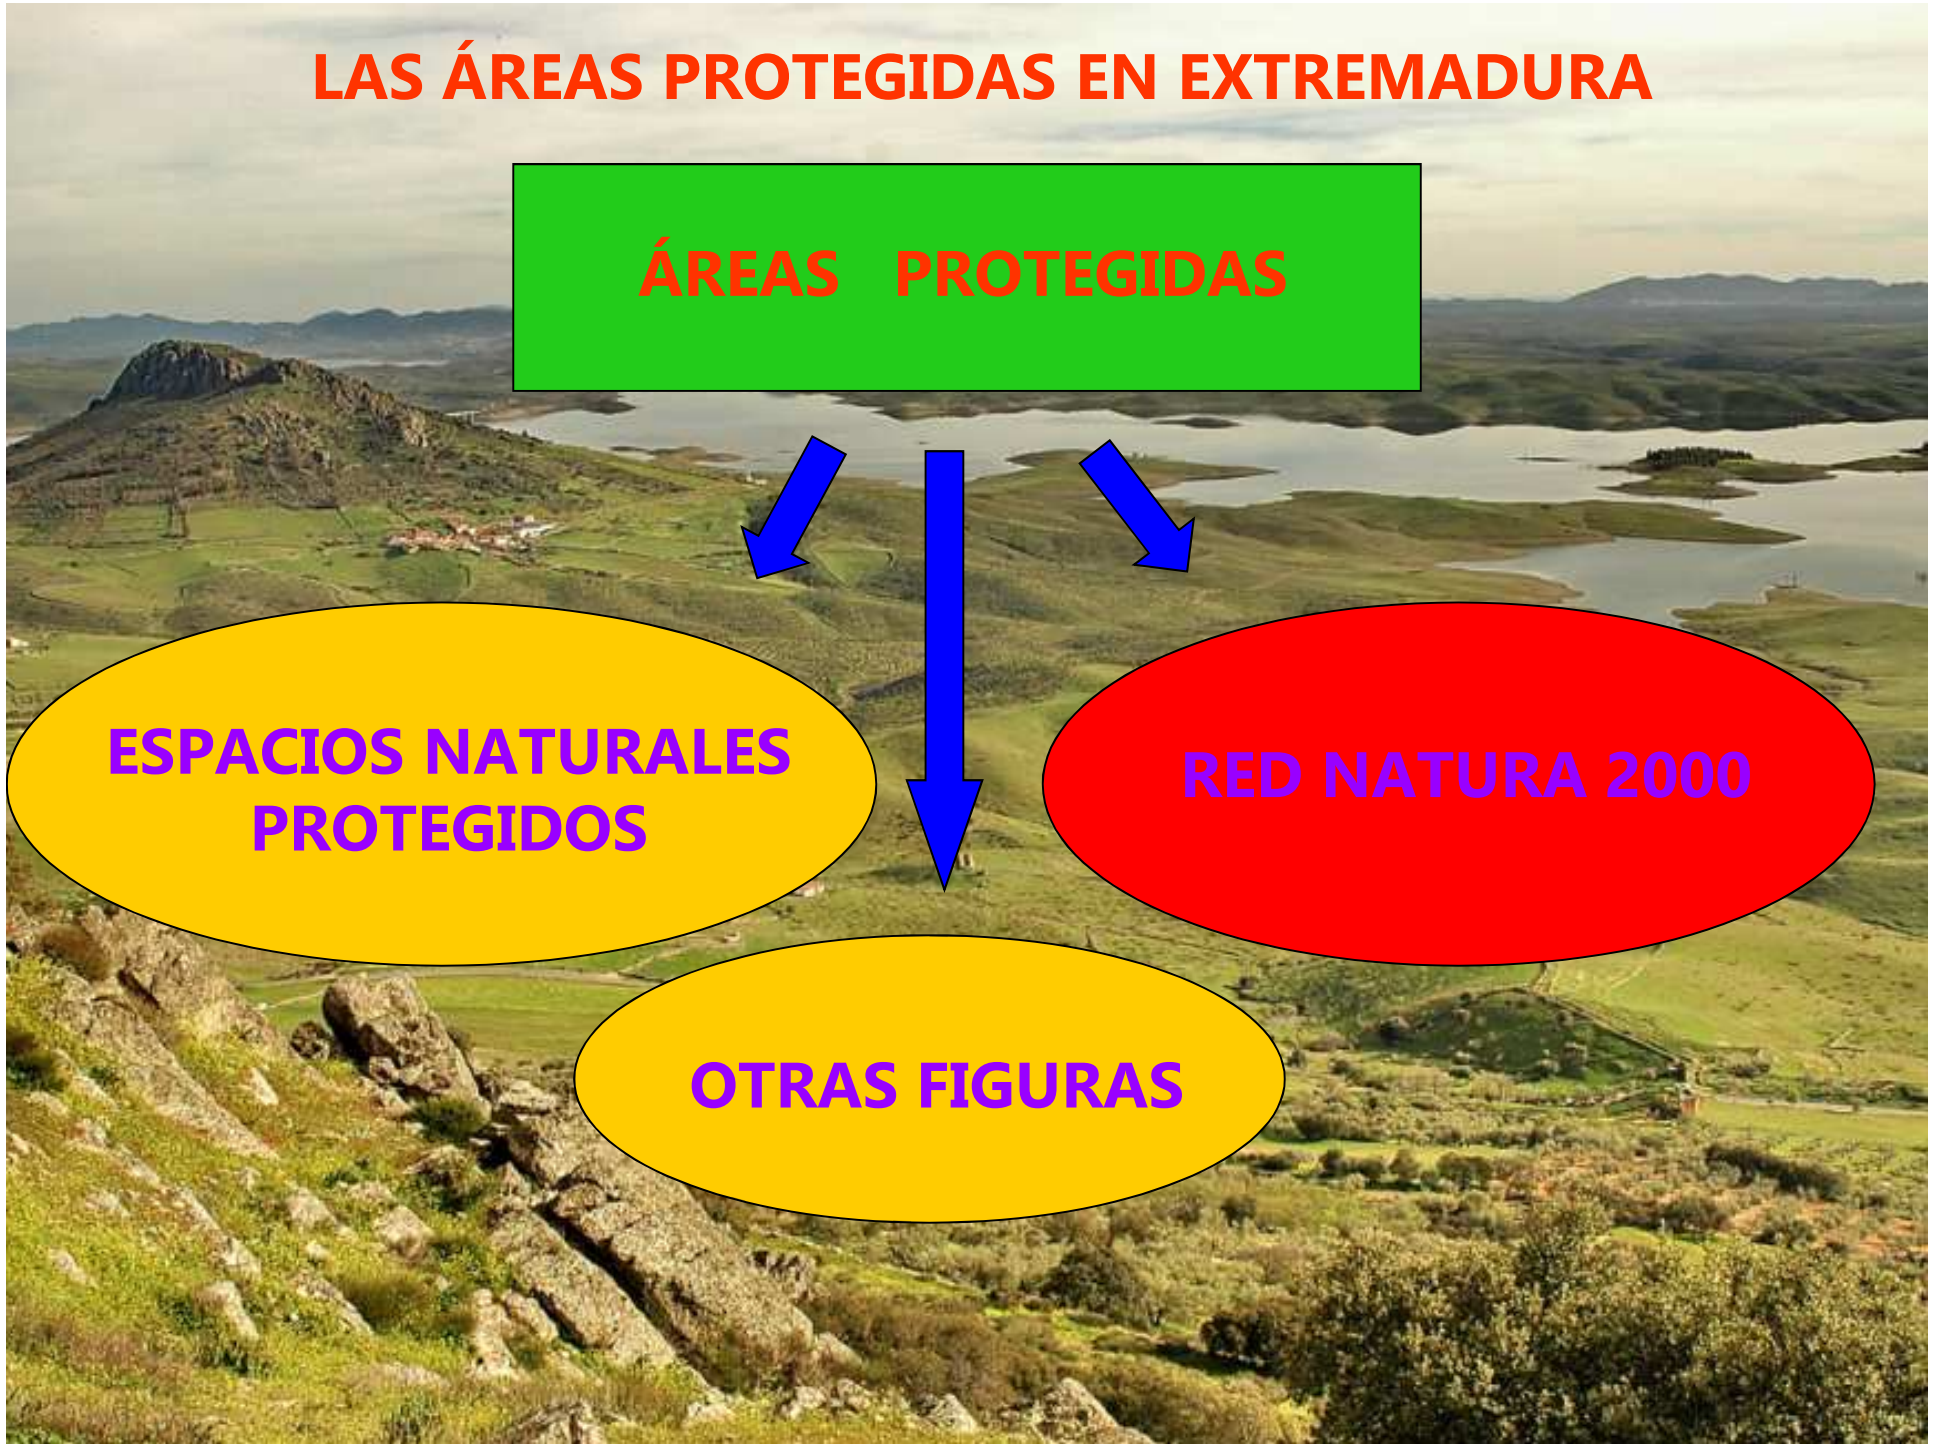 LAS ÁREAS PROTEGIDAS EN EXTREMADURA
ÁREAS PROTEGIDAS
ESPACIOS NATURALES
PROTEGIDOS
RED NATURA 2000
OTRAS FIGURAS